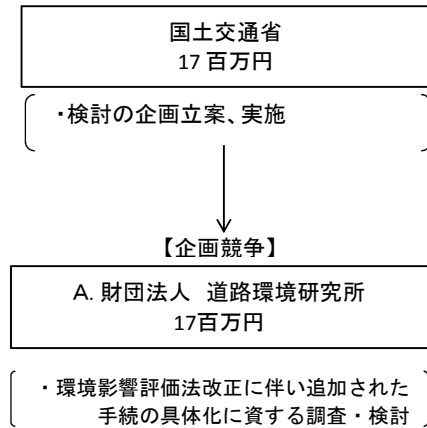 国土交通省
17 百万円
・検討の企画立案、実施
【企画競争】
A. 財団法人　道路環境研究所
17百万円
・環境影響評価法改正に伴い追加された
手続の具体化に資する調査・検討